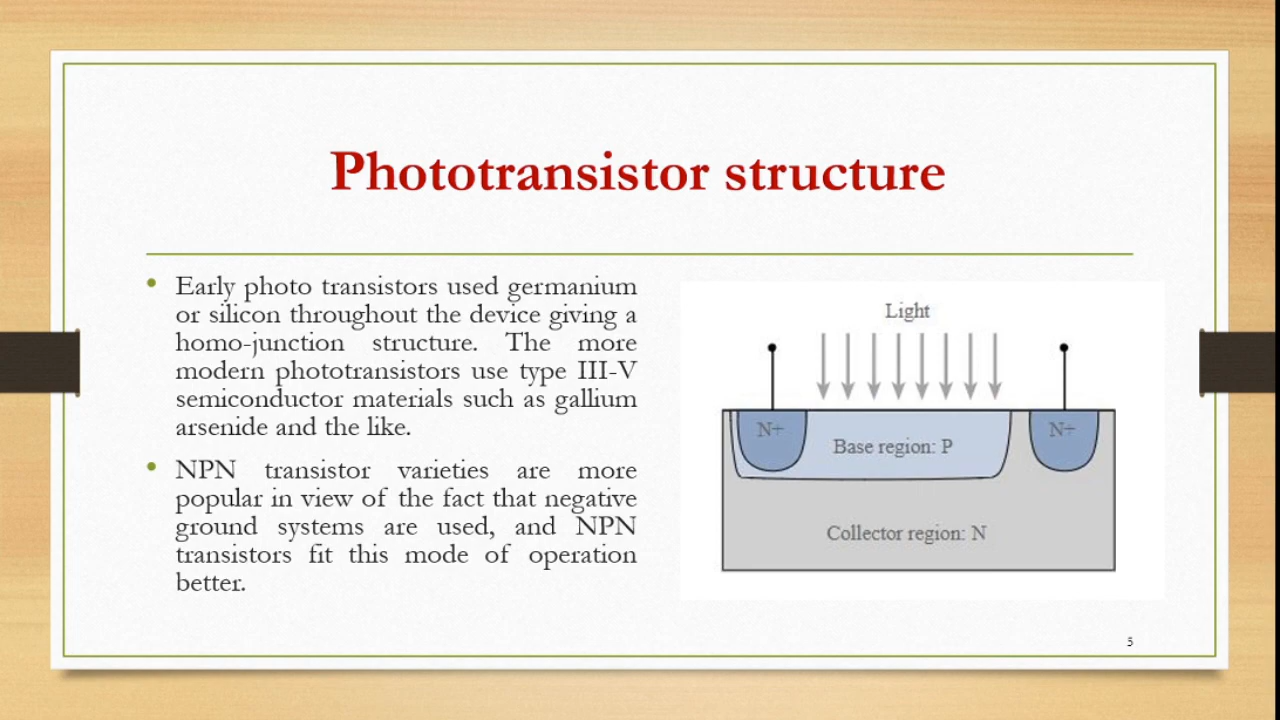 Phototransistor structure
• Early photo transistors used germanium
or silicon throughout the device giving a
homo-junction structure. The more
modern phototransistors use type III-V
semiconductor materials such as gallium
arsenide and the like.
• NPN transistor varieties are more
popular in view of the fact that negative
ground systems are used, and NPN
transistors fit this mode of operation
better.
Light
N+
N+
Base region: P
Collector region: N
5